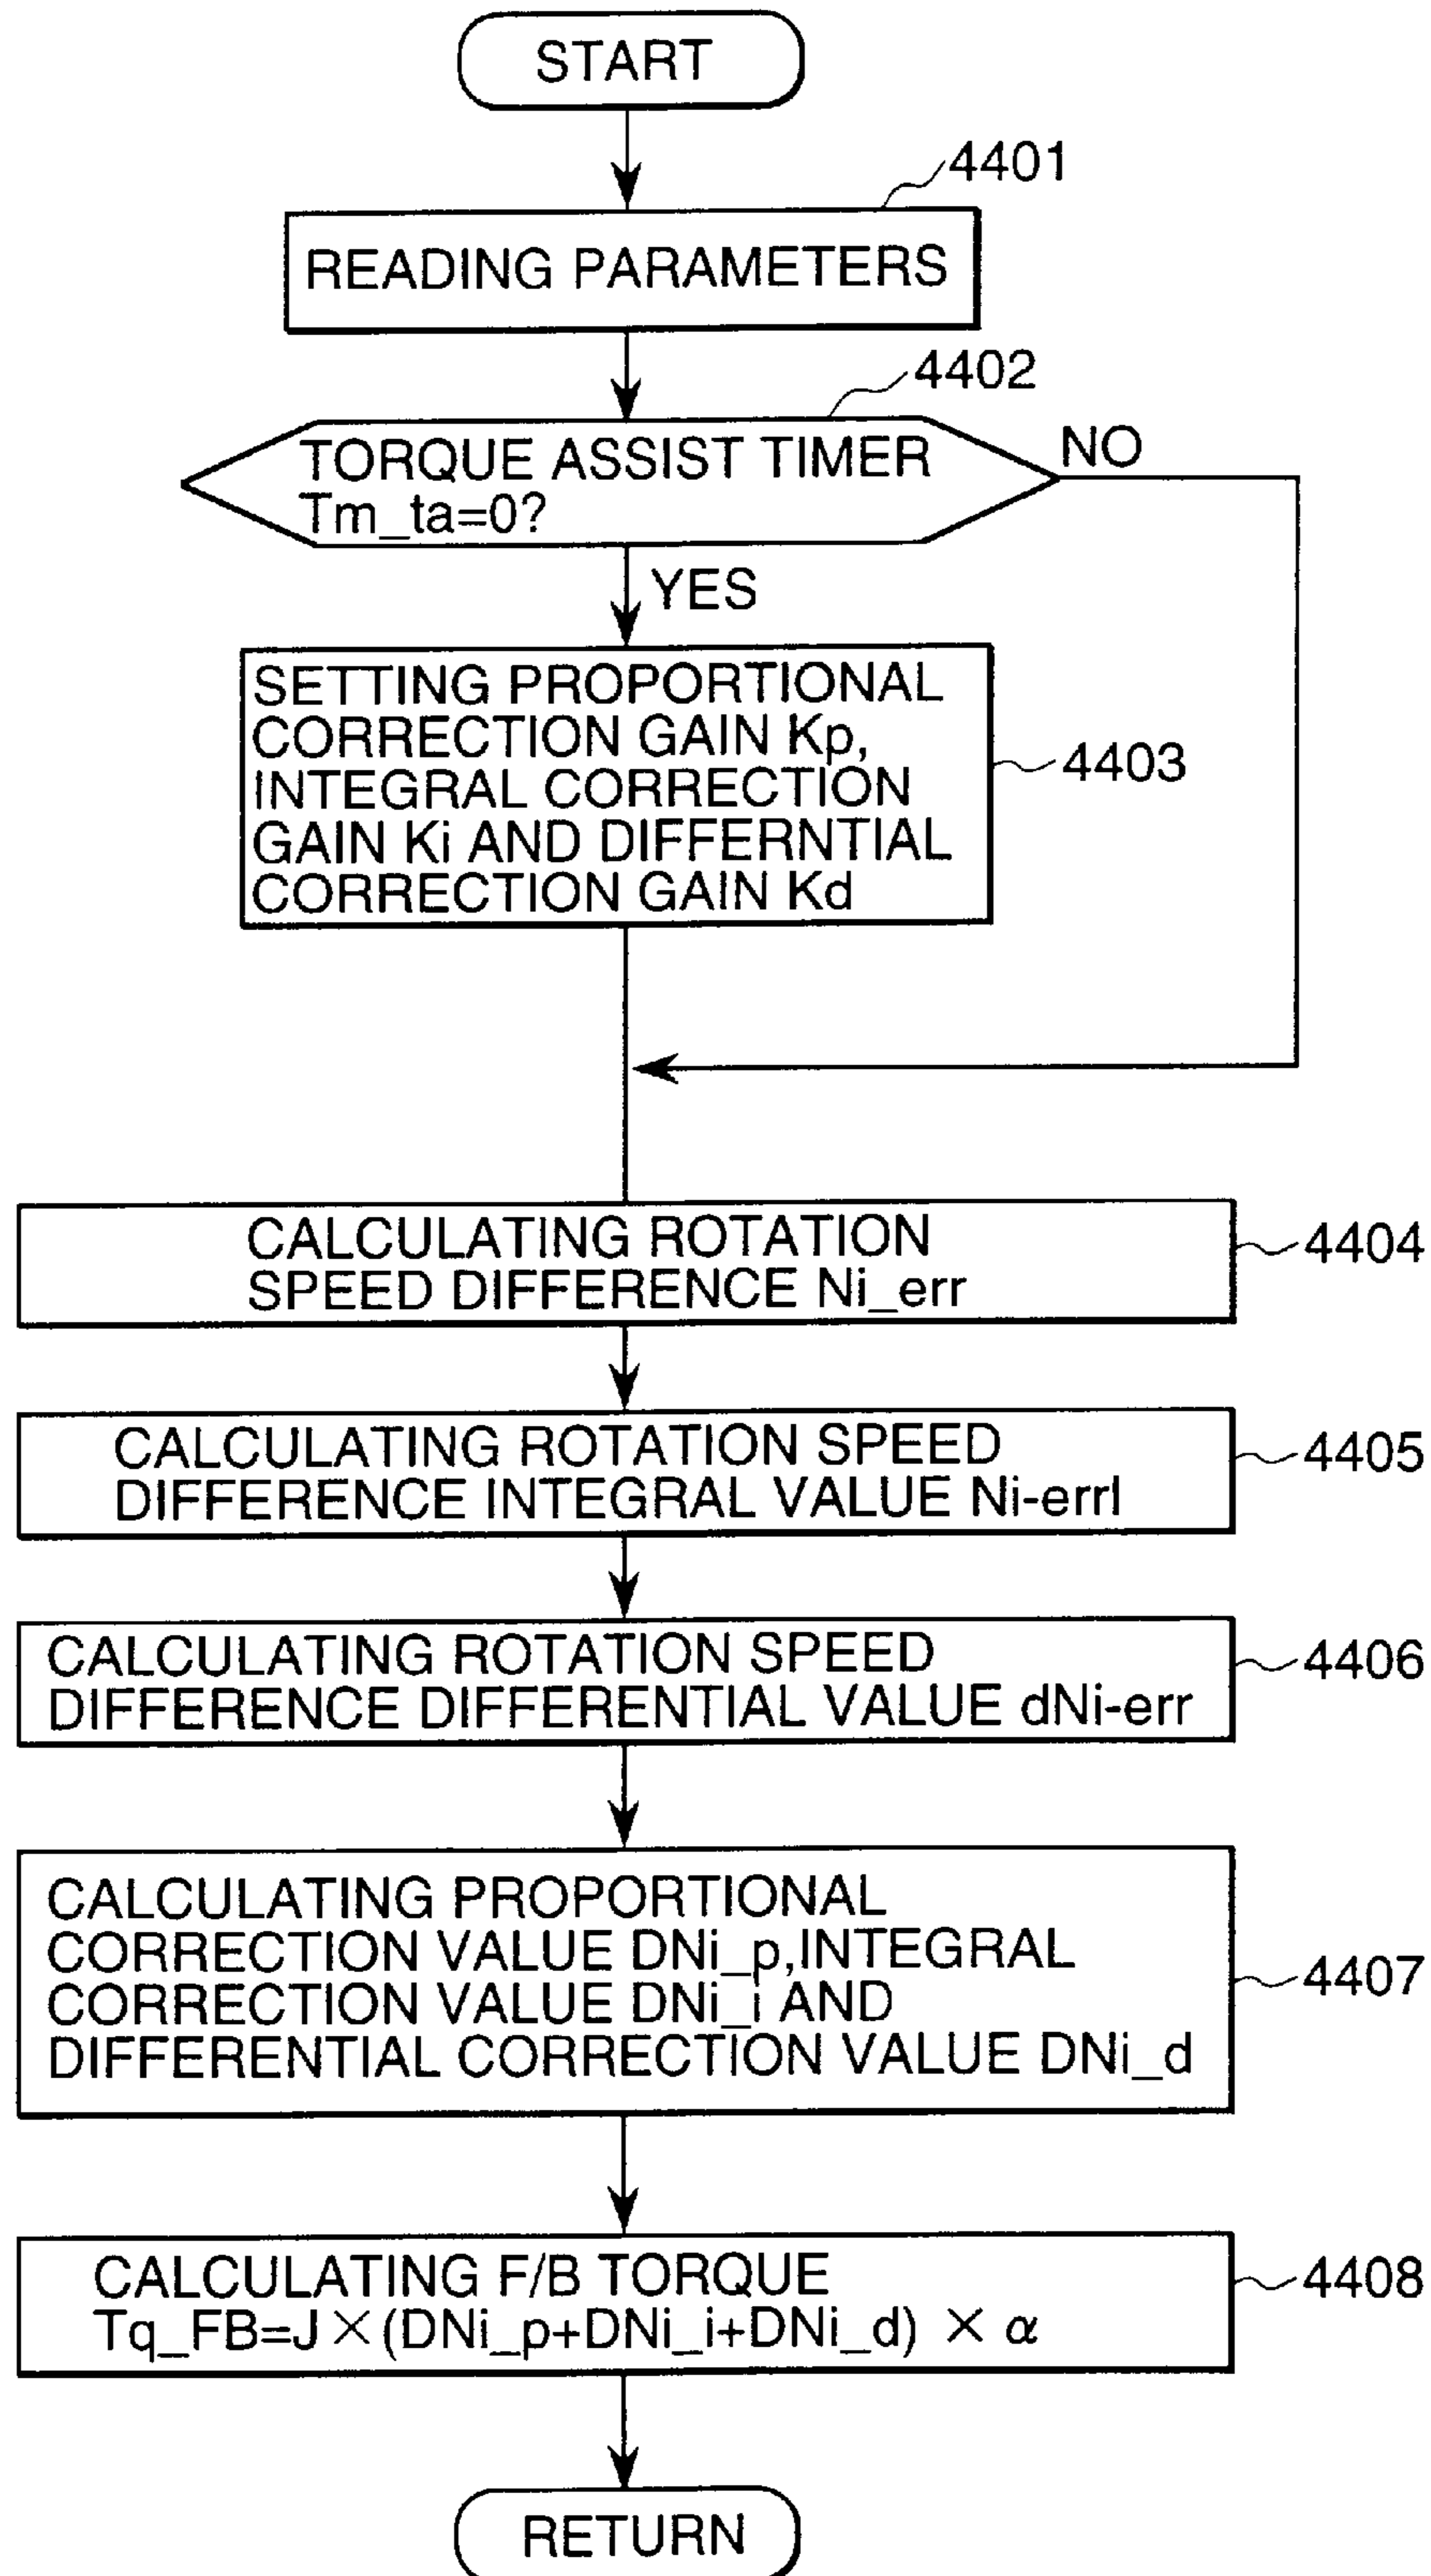 START
4401
READING PARAMETERS
4402
TORQUE ASSIST TIMER
Tm_ta=0?
NO
YES
SETTING PROPORTIONAL
CORRECTION GAIN Kp,
INTEGRAL CORRECTION
GAIN Ki AND DIFFERNTIAL
CORRECTION GAIN Kd
4403
CALCULATING ROTATION
SPEED DIFFERENCE Ni_err
4404
CALCULATING ROTATION SPEED
DIFFERENCE INTEGRAL VALUE Ni-errI
4405
CALCULATING ROTATION SPEED
DIFFERENCE DIFFERENTIAL VALUE dNi-err
4406
CALCULATING PROPORTIONAL
CORRECTION VALUE DNi_p,INTEGRAL
CORRECTION VALUE DNi_i AND
DIFFERENTIAL CORRECTION VALUE DNi_d
4407
CALCULATING F/B TORQUE
Tq_FB=J×(DNi_p+DNi_i+DNi_d) × α
4408
RETURN